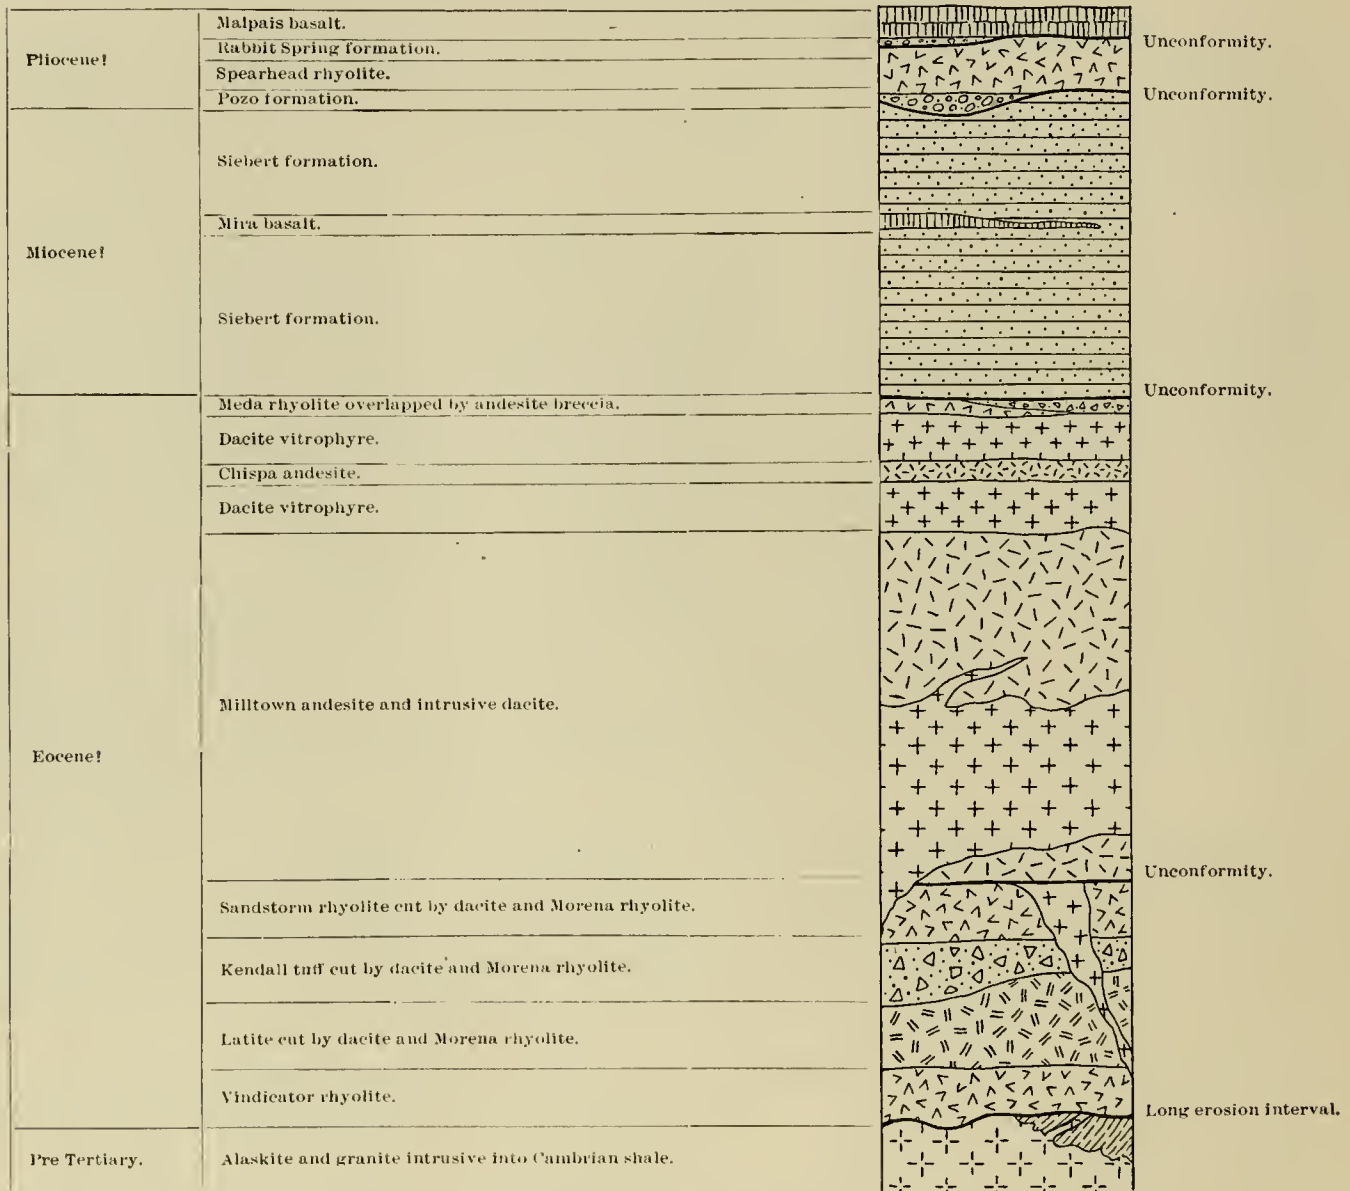 Pliocene?
Malpais basalt.
Rabbit Spring formation.
Unconformity.
Spearhead rhyolite.
Pozo formation.
Unconformity.
Miocene?
Siebert formation.
Mira basalt.
Siebert formation.
Unconformity.
Eocene?
Meda rhyolite overlapped by andesite breccia.
Dacite vitrophyre.
Chispa andesite.
Dacite vitrophyre.
Milltown andesite and intrusive dacite.
Unconformity.
Sandstorm rhyolite cut by dacite and Morena rhyolite.
Kendall tuff cut by dacite and Morena rhyolite.
Latite cut by dacite and Morena rhyolite.
Vindicator rhyolite.
Long erosion interval.
Pre Tertiary.
Alaskite and granite intrusive into Cambrian shale.